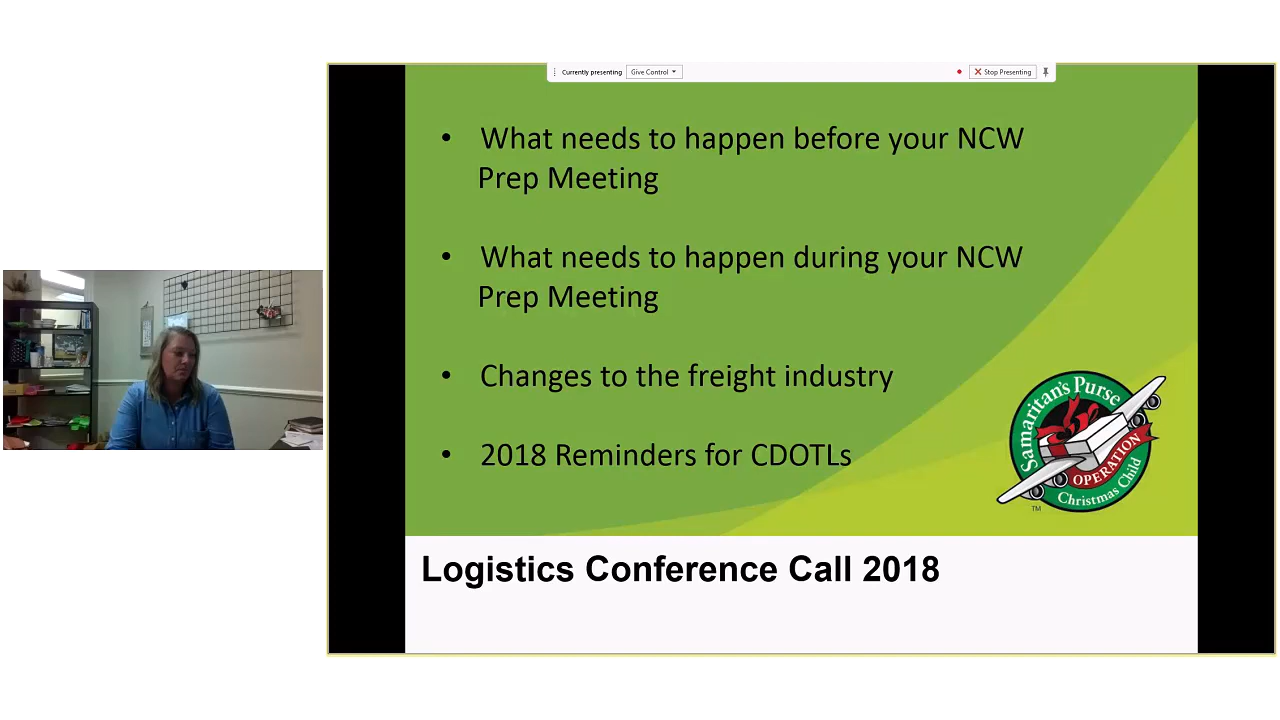 Currently presenting Give Control Stop Presenting
• What needs to happen before your NCW
Prep Meeting
• What needs to happen during your NCW
Prep Meeting
• Changes to the freight industry
• 2018 Reminders for CDOTLs
Samaritan's Purse
OPERATION
Christmas Child
TM
Logistics Conference Call 2018